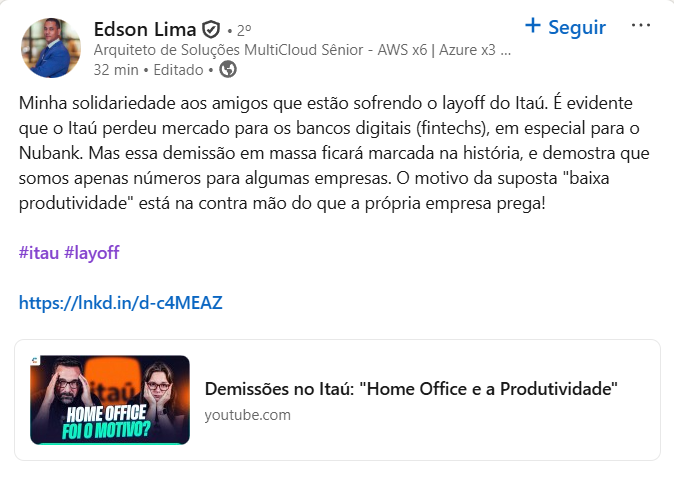 Edson Lima • 2º
+ Seguir ...
Arquiteto de Soluções MultiCloud Sênior - AWS x6 | Azure x3 ...
32 min • Editado •
Minha solidariedade aos amigos que estão sofrendo o layoff do Itaú. É evidente
que o Itaú perdeu mercado para os bancos digitais (fintechs), em especial para o
Nubank. Mas essa demissão em massa ficará marcada na história, e demostra que
somos apenas números para algumas empresas. O motivo da suposta "baixa
produtividade" está na contra mão do que a própria empresa prega!
#itau #layoff
https://lnkd.in/d-c4MEAZ
itaú
HOME OFFICE
FOI O MOTIVO?
Demissões no Itaú: "Home Office e a Produtividade"
youtube.com